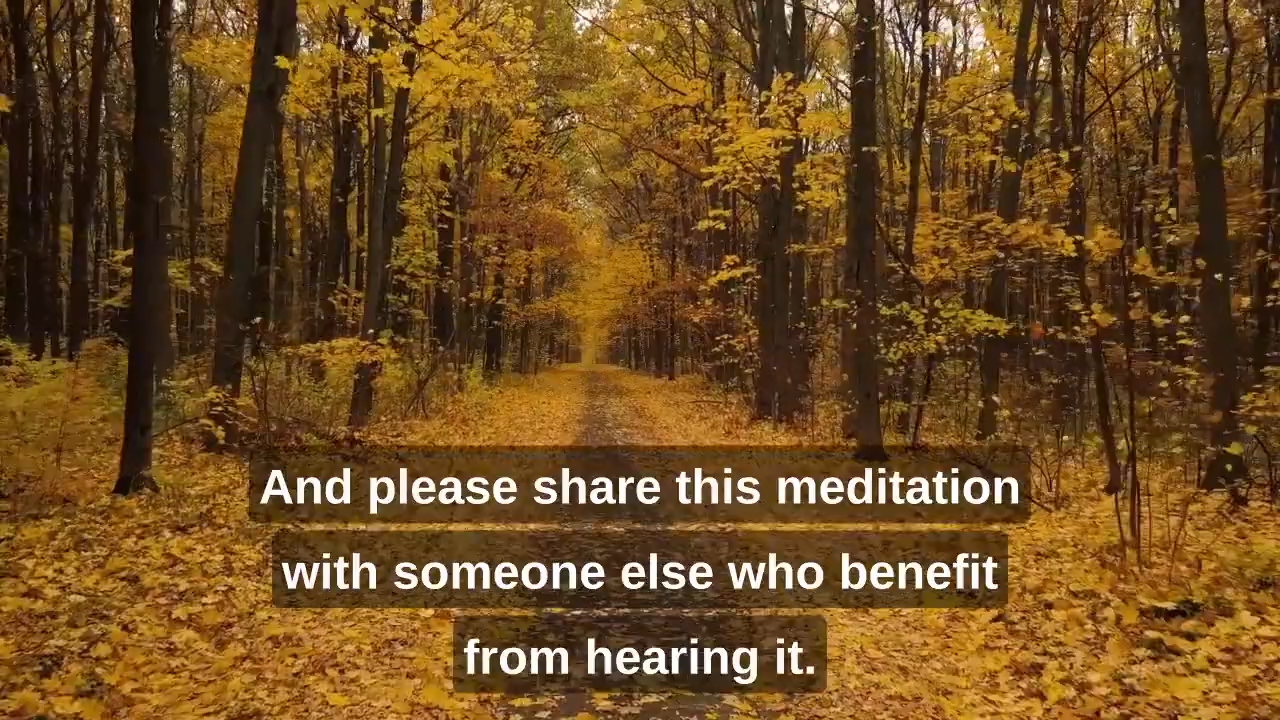 And please share this meditation
with someone else who benefit
from hearing it.